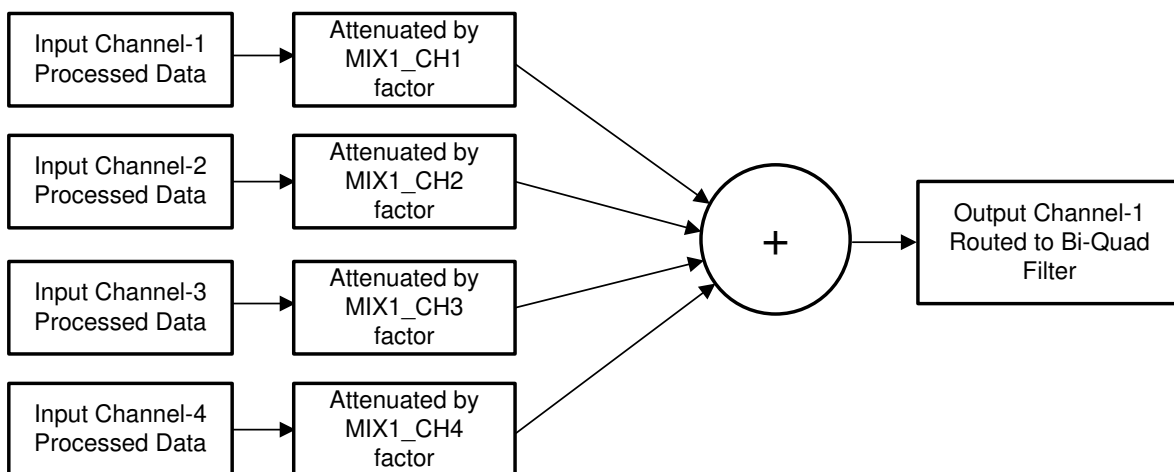 Input Channel-1
Processed Data
Attenuated by
MIX1_CH1
factor
Input Channel-2
Processed Data
Attenuated by
MIX1_CH2
factor
Input Channel-3
Processed Data
Attenuated by
MIX1_CH3
factor
Input Channel-4
Processed Data
Attenuated by
MIX1_CH4
factor
+
Output Channel-1
Routed to Bi-Quad
Filter